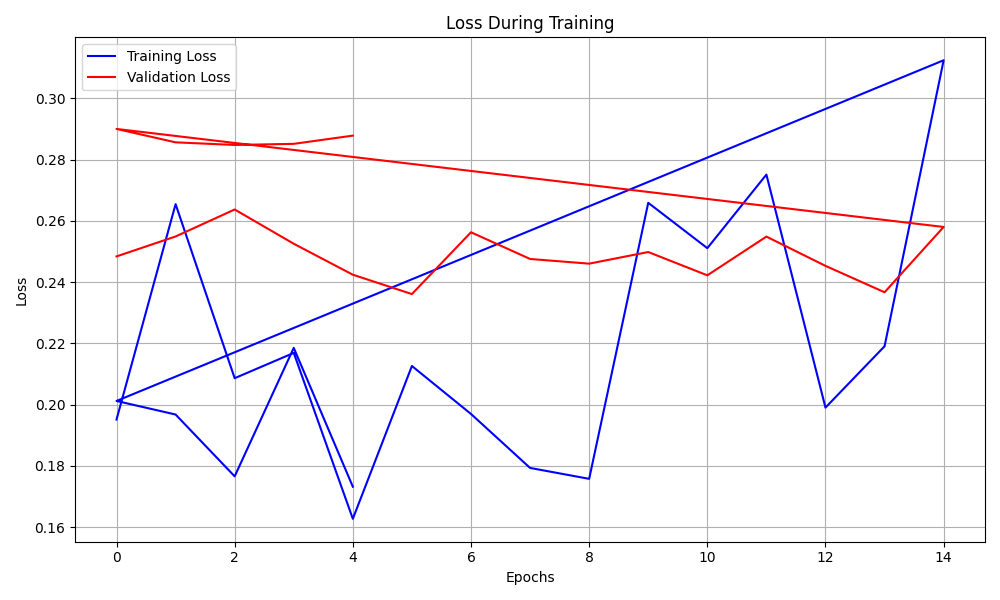 Loss During Training
Training Loss
Validation Loss
0.30
0.28
0.26
0.24
0.22
0.20
0.18
0.16
Loss
0 2 4 6 8 10 12 14
Epochs